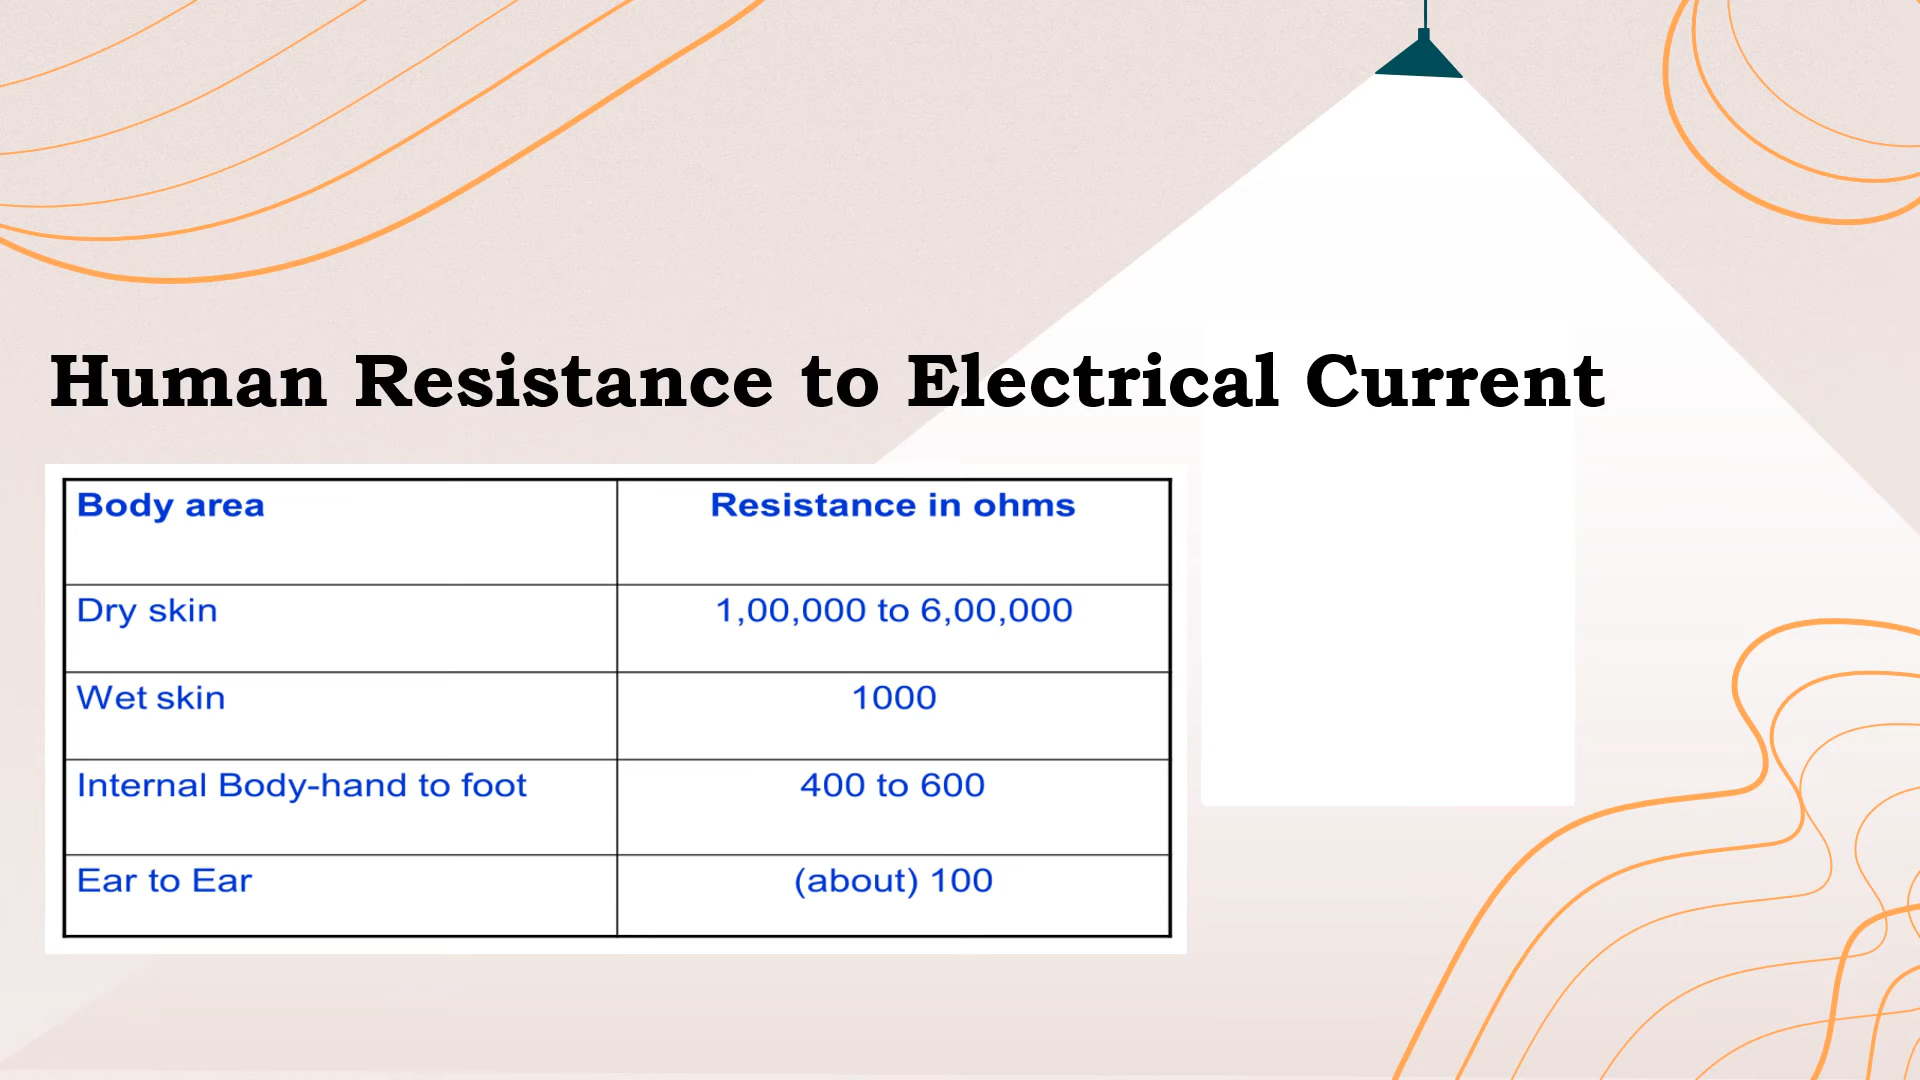 Human Resistance to Electrical Current
Body area Resistance in ohms
Dry skin 1,00,000 to 6,00,000
Wet skin 1000
Internal Body-hand to foot 400 to 600
Ear to Ear (about) 100